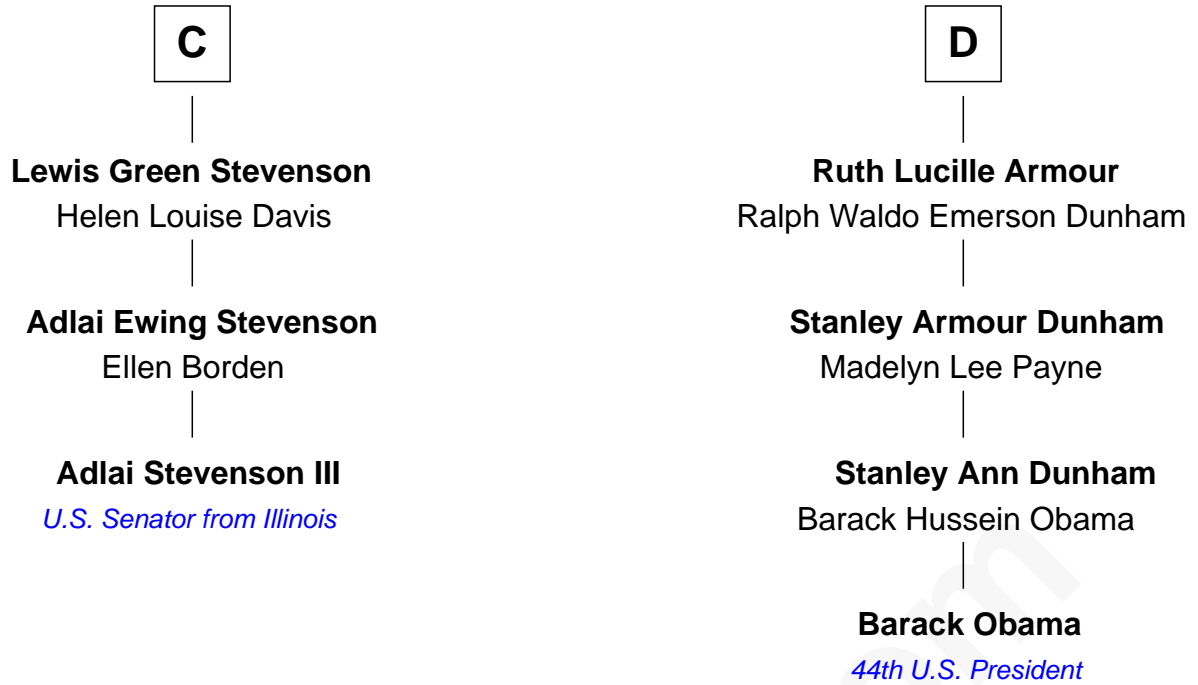 C
Lewis Green Stevenson
Helen Louise Davis
Adlai Ewing Stevenson
Ellen Borden
Adlai Stevenson III
U.S. Senator from Illinois
D
Ruth Lucille Armour
Ralph Waldo Emerson Dunham
Stanley Armour Dunham
Madelyn Lee Payne
Stanley Ann Dunham
Barack Hussein Obama
Barack Obama
44th U.S. President